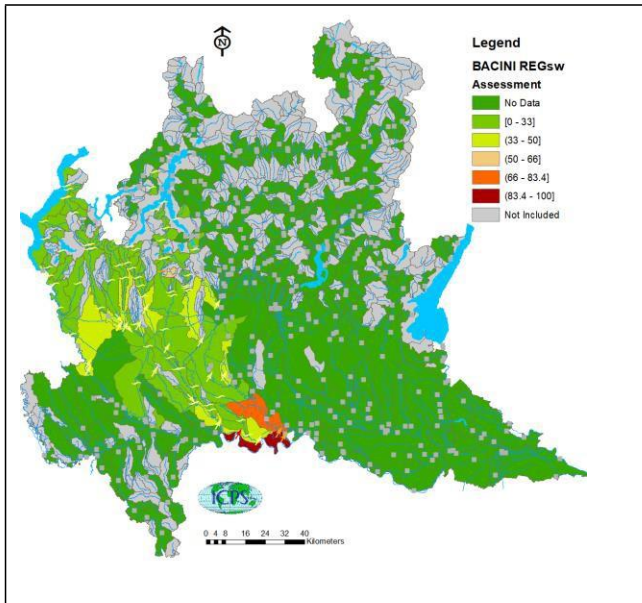 N
Legend
BACINI REGsw
Assessment
No Data
[0 - 33]
(33 - 50]
(50 - 66]
(66 - 83.4]
(83.4 - 100]
Not Included
ICPS
0 4 8 16 24 32 40
Kilometers